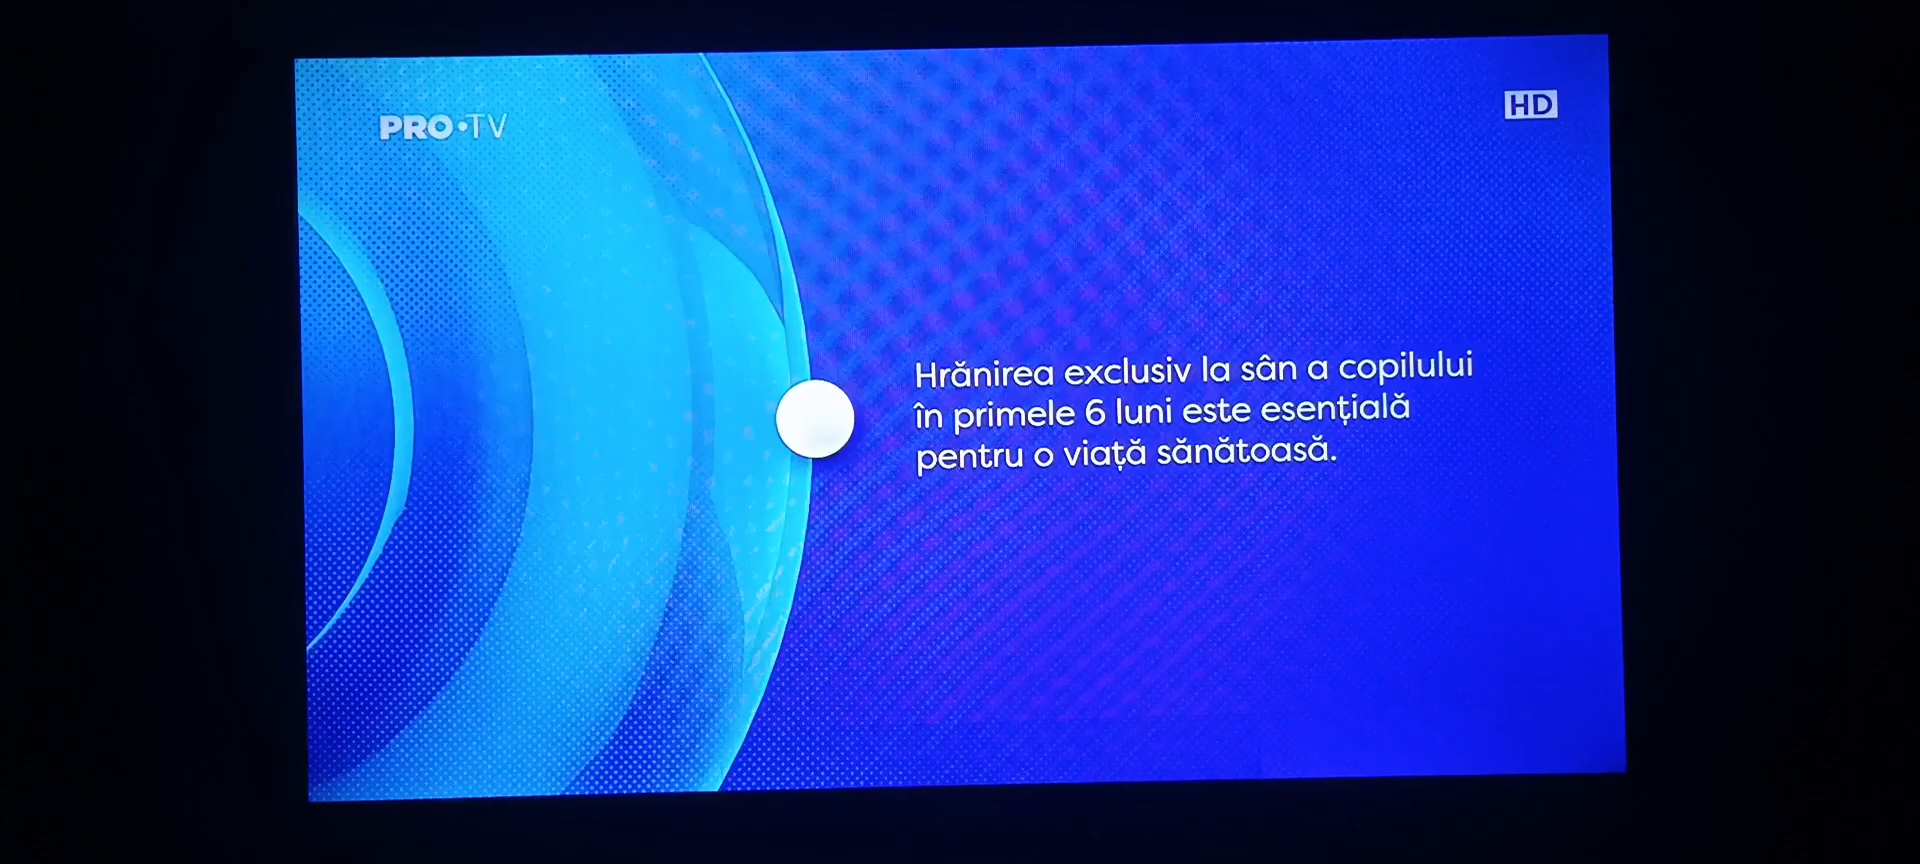 PRO•TV
HD
Hrănirea exclusiv la sân a copilului
în primele 6 luni este esențială
pentru o viață sănătoasă.